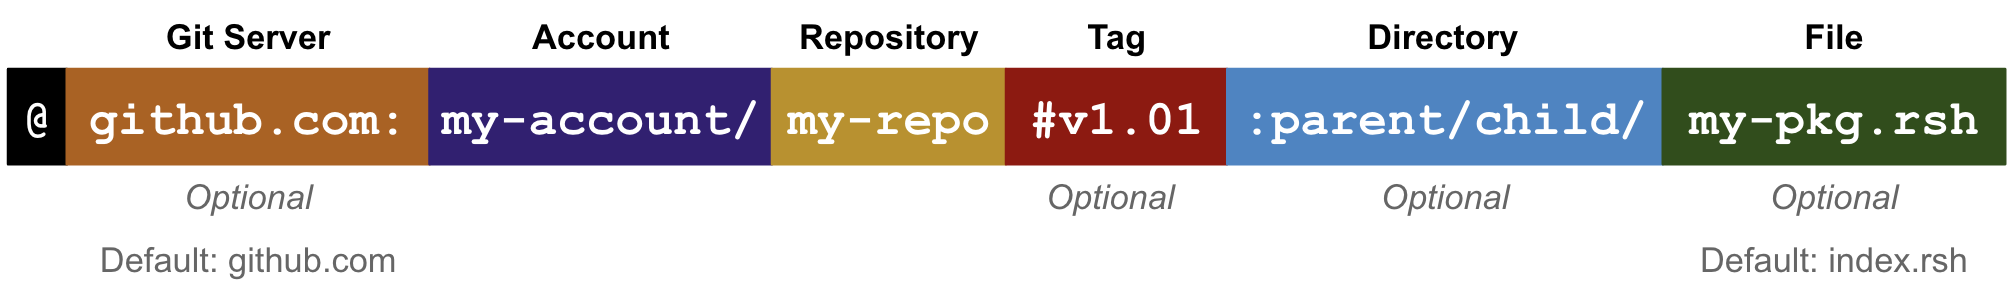 Git Server Account Repository Tag Directory File
@ github.com: my-account/ my-repo #v1.01 :parent/child/ my-pkg.rsh
Optional Optional Optional Optional
Default: github.com Default: index.rsh